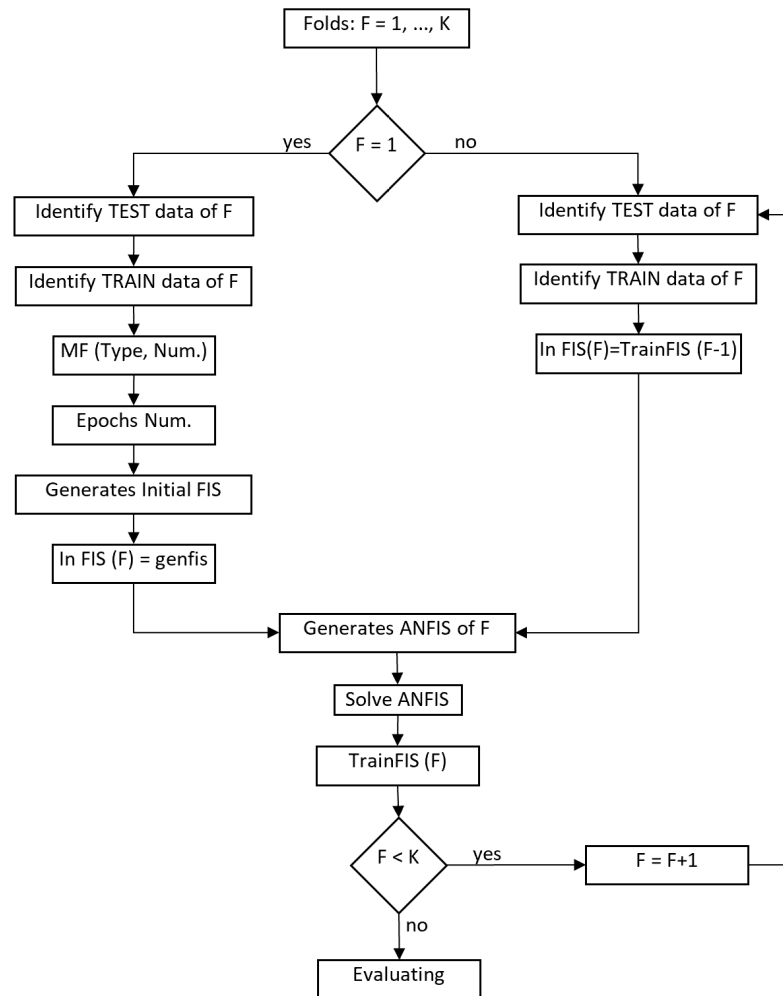 Folds: F = 1, ..., K
F = 1
yes
no
Identify TEST data of F
Identify TRAIN data of F
MF (Type, Num.)
Epochs Num.
Generates Initial FIS
In FIS (F) = genfis
Identify TEST data of F
Identify TRAIN data of F
In FIS(F)=TrainFIS (F-1)
Generates ANFIS of F
Solve ANFIS
TrainFIS (F)
F < K
yes
F = F+1
no
Evaluating